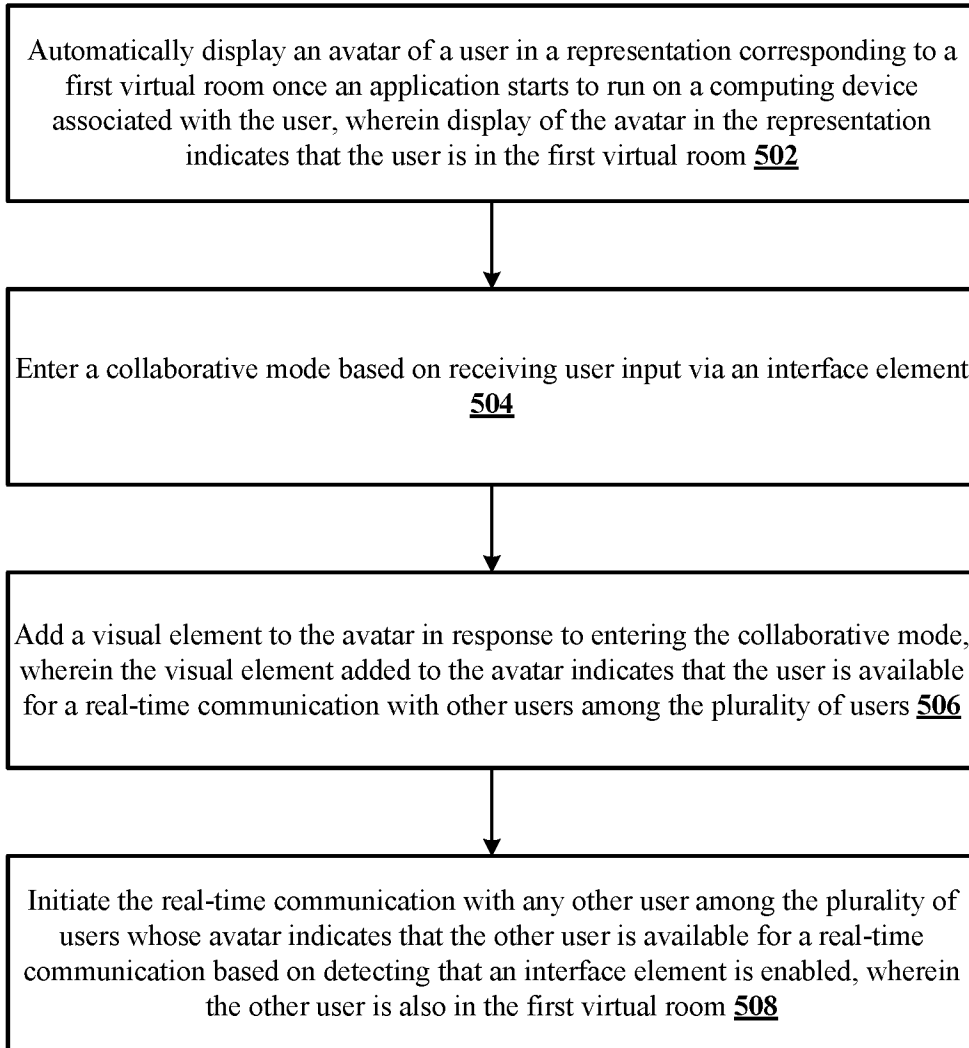 Automatically display an avatar of a user in a representation corresponding to a
first virtual room once an application starts to run on a computing device
associated with the user, wherein display of the avatar in the representation
indicates that the user is in the first virtual room 502
Enter a collaborative mode based on receiving user input via an interface element
504
Add a visual element to the avatar in response to entering the collaborative mode,
wherein the visual element added to the avatar indicates that the user is available
for a real-time communication with other users among the plurality of users 506
Initiate the real-time communication with any other user among the plurality of
users whose avatar indicates that the other user is available for a real-time
communication based on detecting that an interface element is enabled, wherein
the other user is also in the first virtual room 508